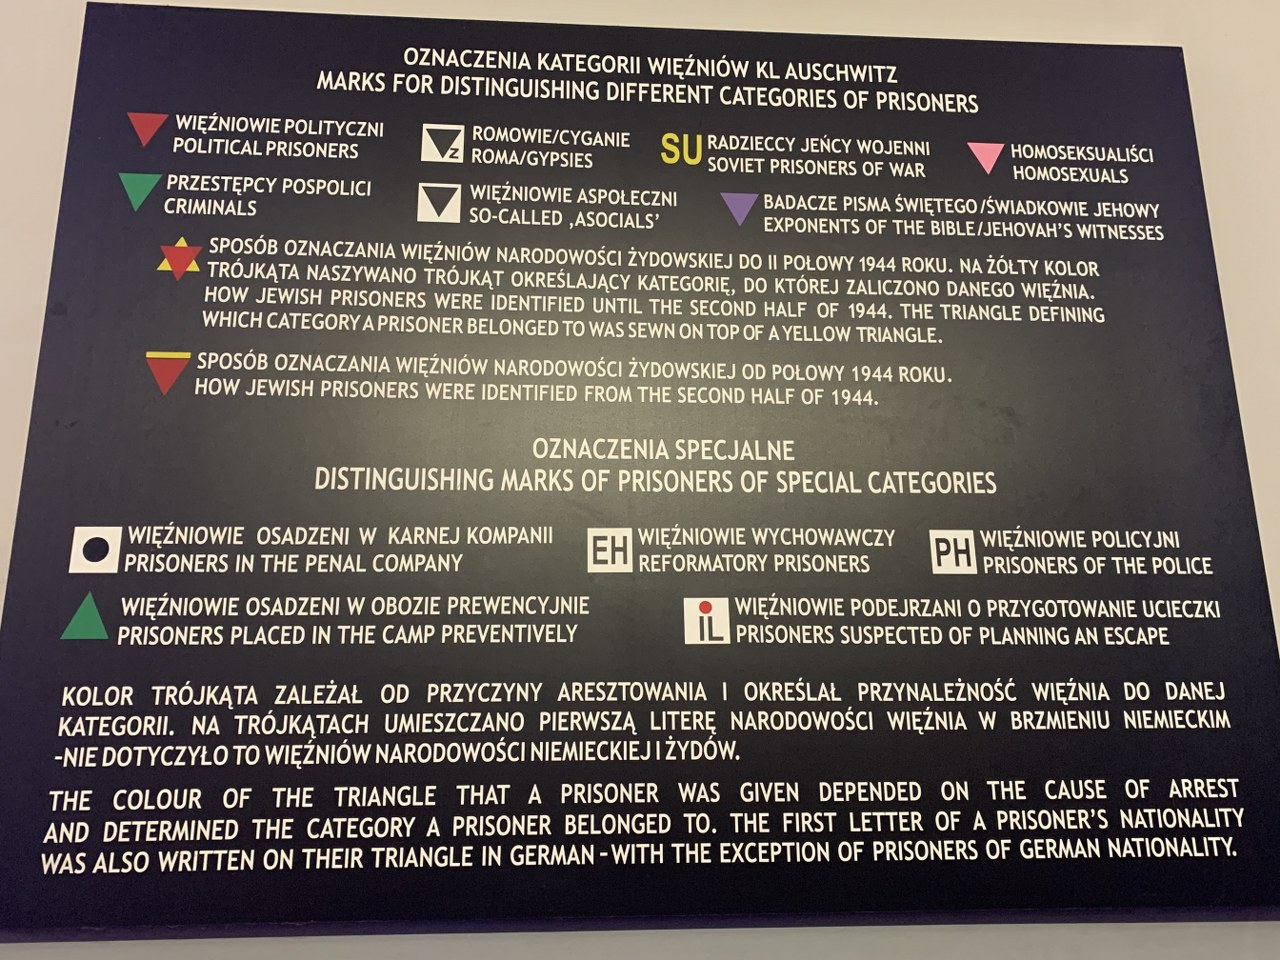 OZNACZENIA KATEGORII WIĘŹNIÓW KL AUSCHWITZ
MARKS FOR DISTINGUISHING DIFFERENT CATEGORIES OF PRISONERS
WIĘŹNIOWIE POLITYCZNI
POLITICAL PRISONERS
Z
ROMOWIE/CYGANIE
ROMA/GYPSIES
SU
RADZIECCY JEŃCY WOJENNI
SOVIET PRISONERS OF WAR
HOMOSEKSUALIŚCI
HOMOSEXUALS
PRZESTĘPCY POSPOLICI
CRIMINALS
WIĘŹNIOWIE ASPOŁECZNI
SO-CALLED ‚ASOCIALS'
BADACZE PISMA ŚWIĘTEGO/ŚWIADKOWIE JEHOWY
EXPONENTS OF THE BIBLE/JEHOVAH'S WITNESSES
SPOSÓB OZNACZANIA WIĘŹNIÓW NARODOWOŚCI ŻYDOWSKIEJ DO II POŁOWY 1944 ROKU. NA ŻÓŁTY KOLOR
TRÓJKĄTA NASZYWANO TRÓJKĄT OKREŚLAJĄCY KATEGORIĘ, DO KTÓREJ ZALICZONO DANEGO WIĘŹNIA.
HOW JEWISH PRISONERS WERE IDENTIFIED UNTIL THE SECOND HALF OF 1944. THE TRIANGLE DEFINING
WHICH CATEGORY A PRISONER BELONGED TO WAS SEWN ON TOP OF A YELLOW TRIANGLE.
SPOSÓB OZNACZANIA WIĘŹNIÓW NARODOWOŚCI ŻYDOWSKIEJ OD POŁOWY 1944 ROKU.
HOW JEWISH PRISONERS WERE IDENTIFIED FROM THE SECOND HALF OF 1944.
OZNACZENIA SPECJALNE
DISTINGUISHING MARKS OF PRISONERS OF SPECIAL CATEGORIES
WIĘŹNIOWIE OSADZENI W KARNEJ KOMPANII
PRISONERS IN THE PENAL COMPANY
EH
WIĘŹNIOWIE WYCHOWAWCZY
REFORMATORY PRISONERS
PH
WIĘŹNIOWIE POLICYJNI
PRISONERS OF THE POLICE
WIĘŹNIOWIE OSADZENI W OBOZIE PREWENCYJNIE
PRISONERS PLACED IN THE CAMP PREVENTIVELY
IL
WIĘŹNIOWIE PODEJRZANI O PRZYGOTOWANIE UCIECZKI
PRISONERS SUSPECTED OF PLANNING AN ESCAPE
KOLOR TRÓJKĄTA ZALEŻAŁ OD PRZYCZYNY ARESZTOWANIA I OKREŚLAŁ PRZYNALEŻNOŚĆ WIĘŹNIA DO DANEJ
KATEGORII. NA TRÓJKĄTACH UMIESZCZANO PIERWSZĄ LITERĘ NARODOWOŚCI WIĘŹNIA W BRZMIENIU NIEMIECKIM
-NIE DOTYCZYŁO TO WIĘŹNIÓW NARODOWOŚCI NIEMIECKIEJ I ŻYDÓW.
THE COLOUR OF THE TRIANGLE THAT A PRISONER WAS GIVEN DEPENDED ON THE CAUSE OF ARREST
AND DETERMINED THE CATEGORY A PRISONER BELONGED TO. THE FIRST LETTER OF A PRISONER'S NATIONALITY
WAS ALSO WRITTEN ON THEIR TRIANGLE IN GERMAN - WITH THE EXCEPTION OF PRISONERS OF GERMAN NATIONALITY.